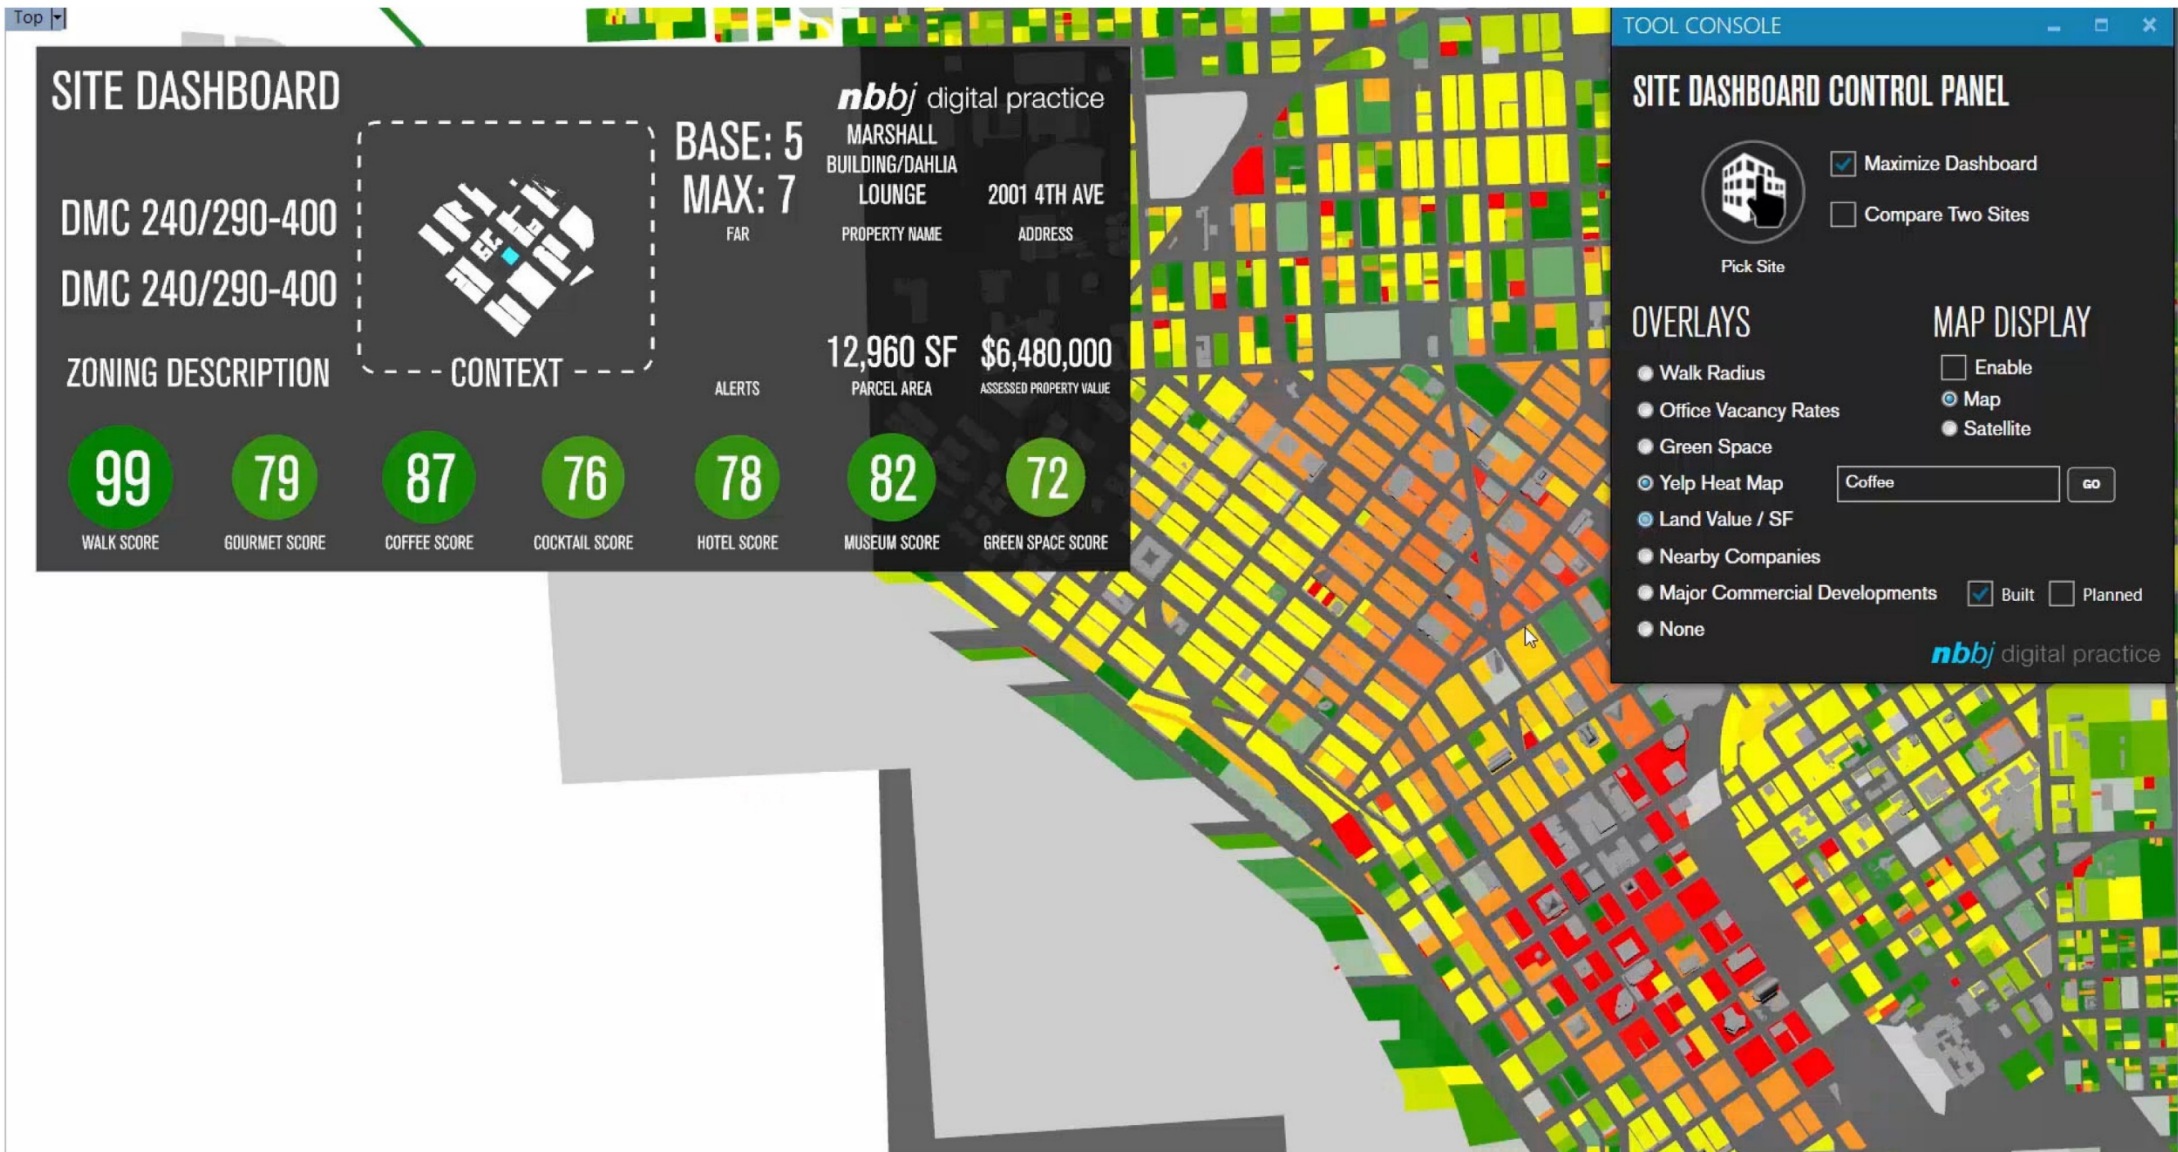 Top
SITE DASHBOARD
nbbj digital practice
DMC 240/290-400
DMC 240/290-400
ZONING DESCRIPTION
CONTEXT
BASE: 5
MAX: 7
FAR
MARSHALL
BUILDING/DAHLIA
LOUNGE
PROPERTY NAME
2001 4TH AVE
ADDRESS
ALERTS
12,960 SF
PARCEL AREA
$6,480,000
ASSESSED PROPERTY VALUE
99
WALK SCORE
79
GOURMET SCORE
87
COFFEE SCORE
76
COCKTAIL SCORE
78
HOTEL SCORE
82
MUSEUM SCORE
72
GREEN SPACE SCORE
TOOL CONSOLE
SITE DASHBOARD CONTROL PANEL
Pick Site
Maximize Dashboard
Compare Two Sites
OVERLAYS
Walk Radius
Office Vacancy Rates
Green Space
Yelp Heat Map
Coffee
GO
Land Value / SF
Nearby Companies
Major Commercial Developments
Built
Planned
None
MAP DISPLAY
Enable
Map
Satellite
nbbj digital practice